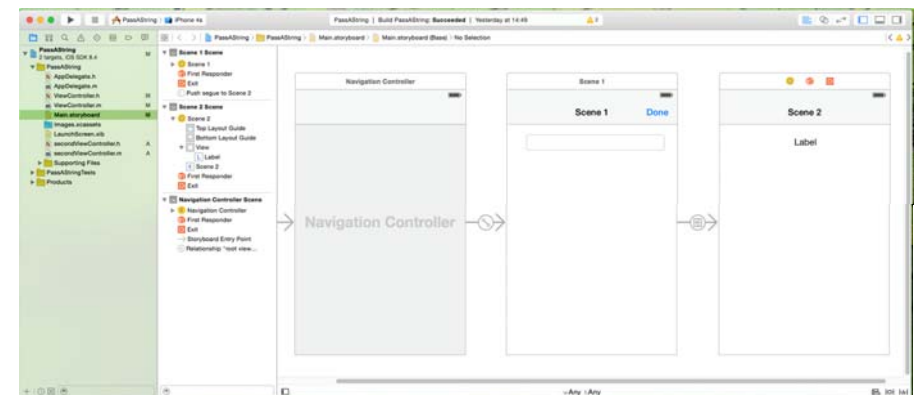 PassAString
iPhone 4s
PassAString | Build PassAString: Succeeded | Yesterday at 14:49
PassAString
2 targets, iOS SDK 8.4
M
PassAString
AppDelegate.h
AppDelegate.m
ViewController.h
M
ViewController.m
M
Main.storyboard
M
Images.xcassets
LaunchScreen.xib
secondViewController.h
A
secondViewController.m
A
Supporting Files
PassAStringTests
Products
PassAString
PassAString
Main.storyboard
Main.storyboard (Base)
No Selection
Scene 1 Scene
Scene 1
First Responder
Exit
Push segue to Scene 2
Scene 2 Scene
Scene 2
Top Layout Guide
Bottom Layout Guide
View
L Label
Scene 2
First Responder
Exit
Navigation Controller Scene
Navigation Controller
First Responder
Exit
Storyboard Entry Point
Relationship "root view...
Navigation Controller
Navigation Controller
Scene 1
Scene 1
Done
Scene 2
Label
wAny hAny